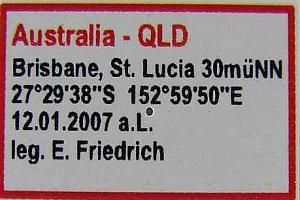 Australia - QLD
Brisbane, St. Lucia 30müNN
27°29'38"S 152°59'50"E
12.01.2007 a.L.
leg. E. Friedrich